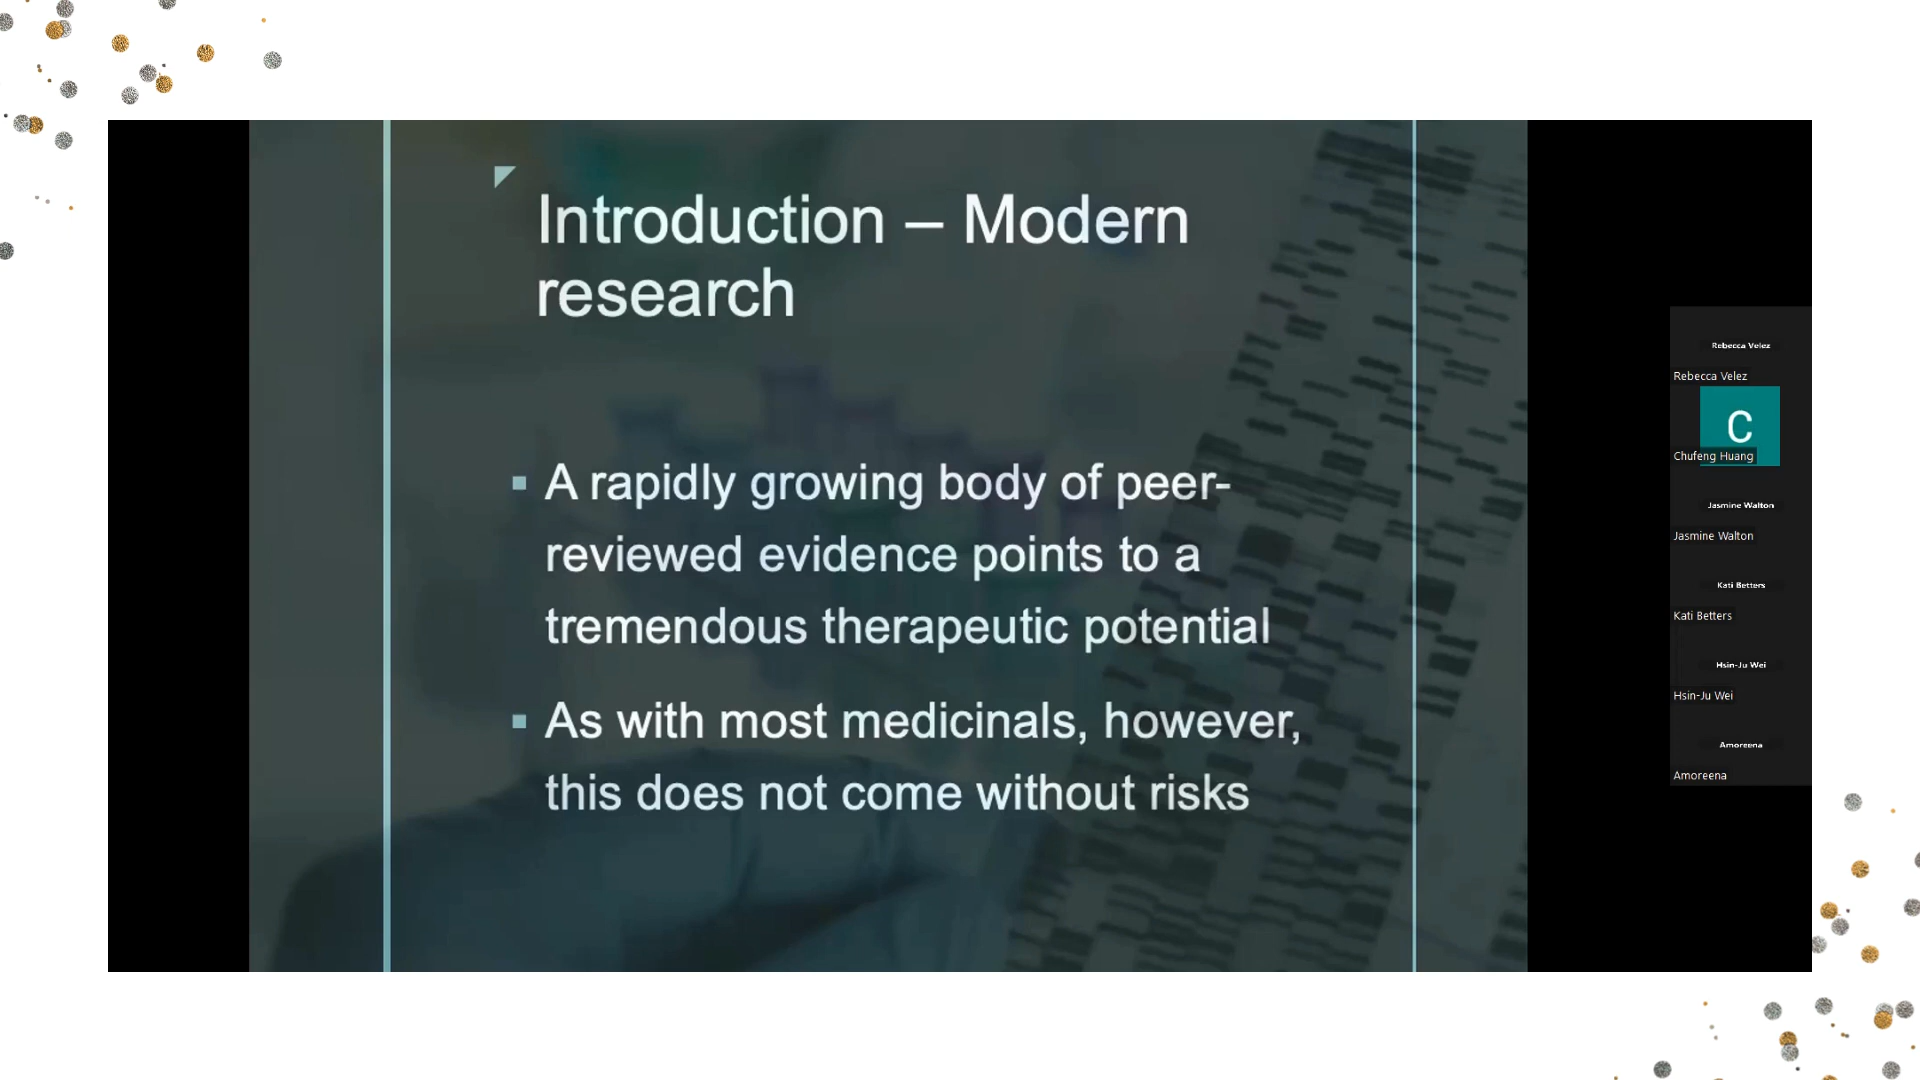 Introduction – Modern
research
▪ A rapidly growing body of peer-
reviewed evidence points to a
tremendous therapeutic potential
▪ As with most medicinals, however,
this does not come without risks
Rebecca Velez
Rebecca Velez
C
Chufeng Huang
Jasmine Walton
Jasmine Walton
Kati Betters
Kati Betters
Hsin-Ju Wei
Hsin-Ju Wei
Amoreena
Amoreena